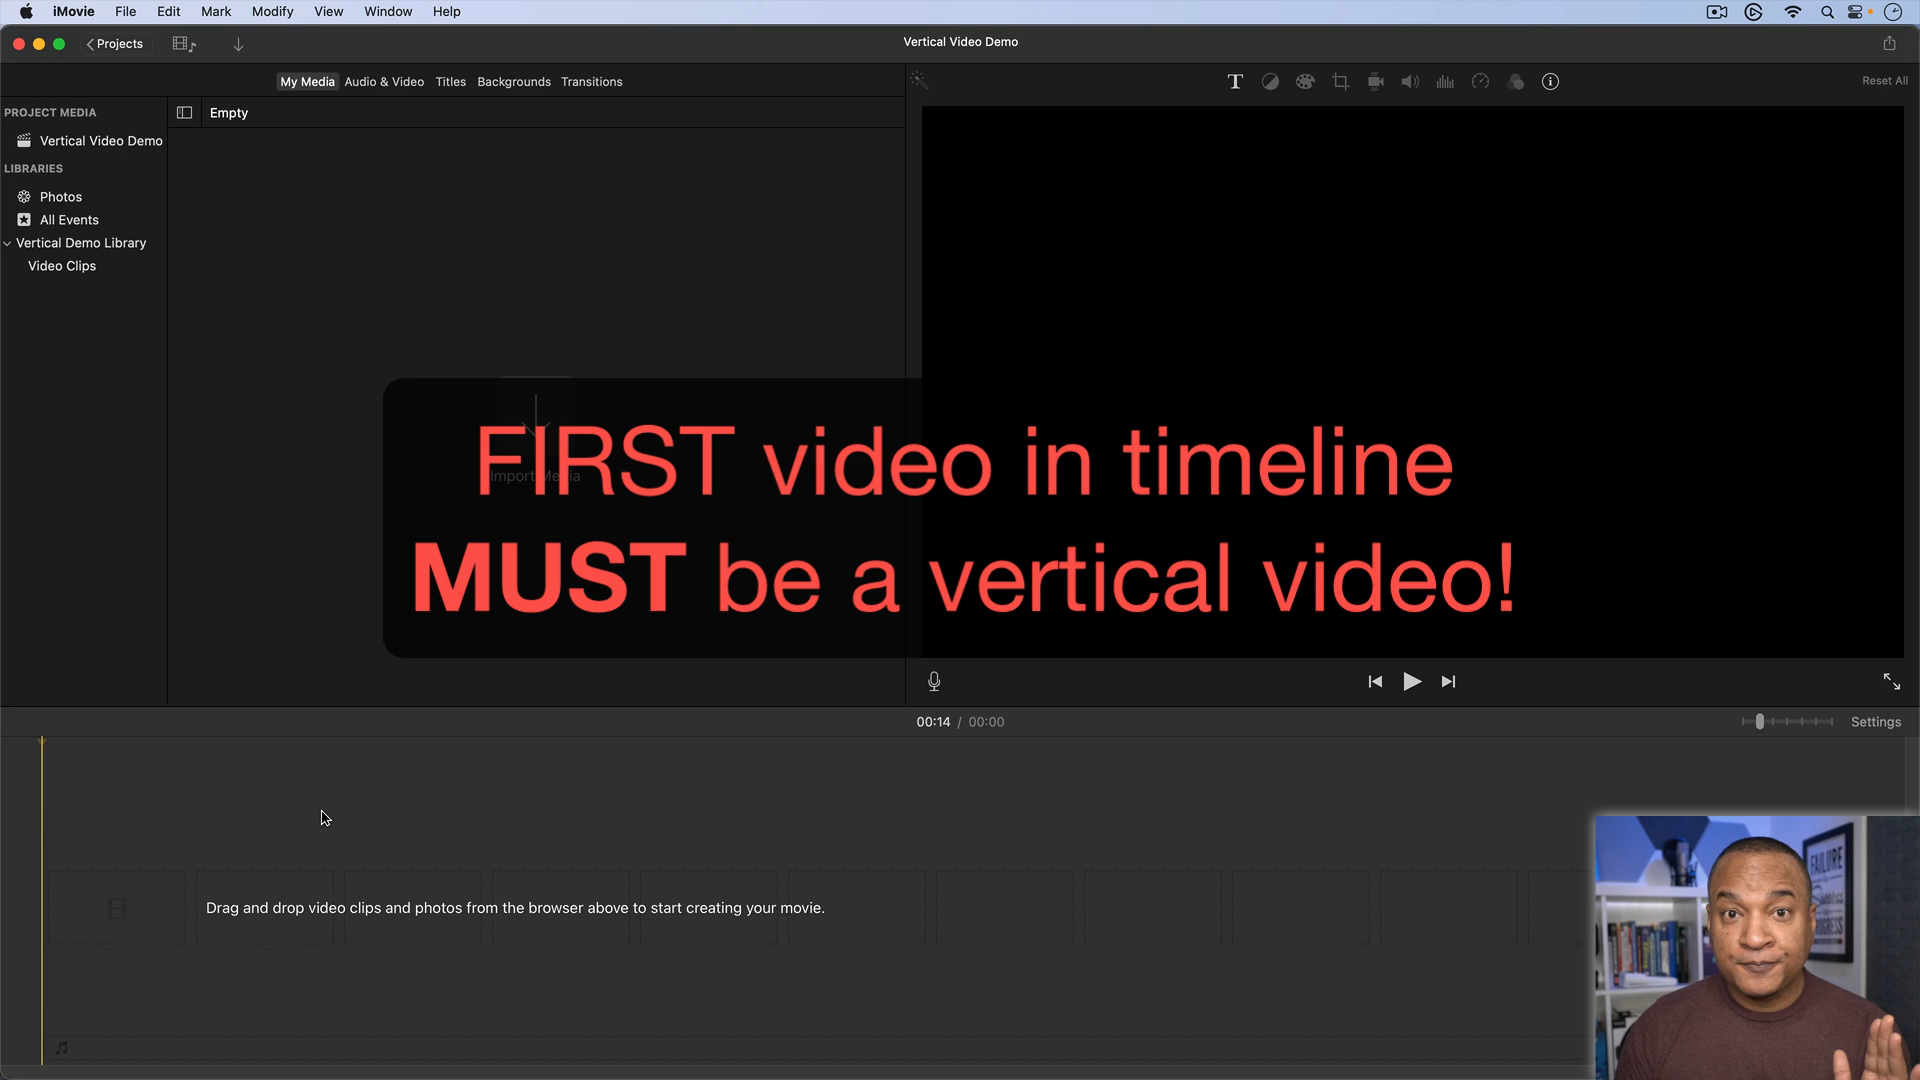 iMovie File Edit Mark Modify View Window Help
Projects
Vertical Video Demo
My Media Audio & Video Titles Backgrounds Transitions
Reset All
PROJECT MEDIA
Empty
Vertical Video Demo
LIBRARIES
Photos
All Events
Vertical Demo Library
Video Clips
Import Media
FIRST video in timeline
MUST be a vertical video!
00:14 / 00:00
Settings
Drag and drop video clips and photos from the browser above to start creating your movie.
FAILURE